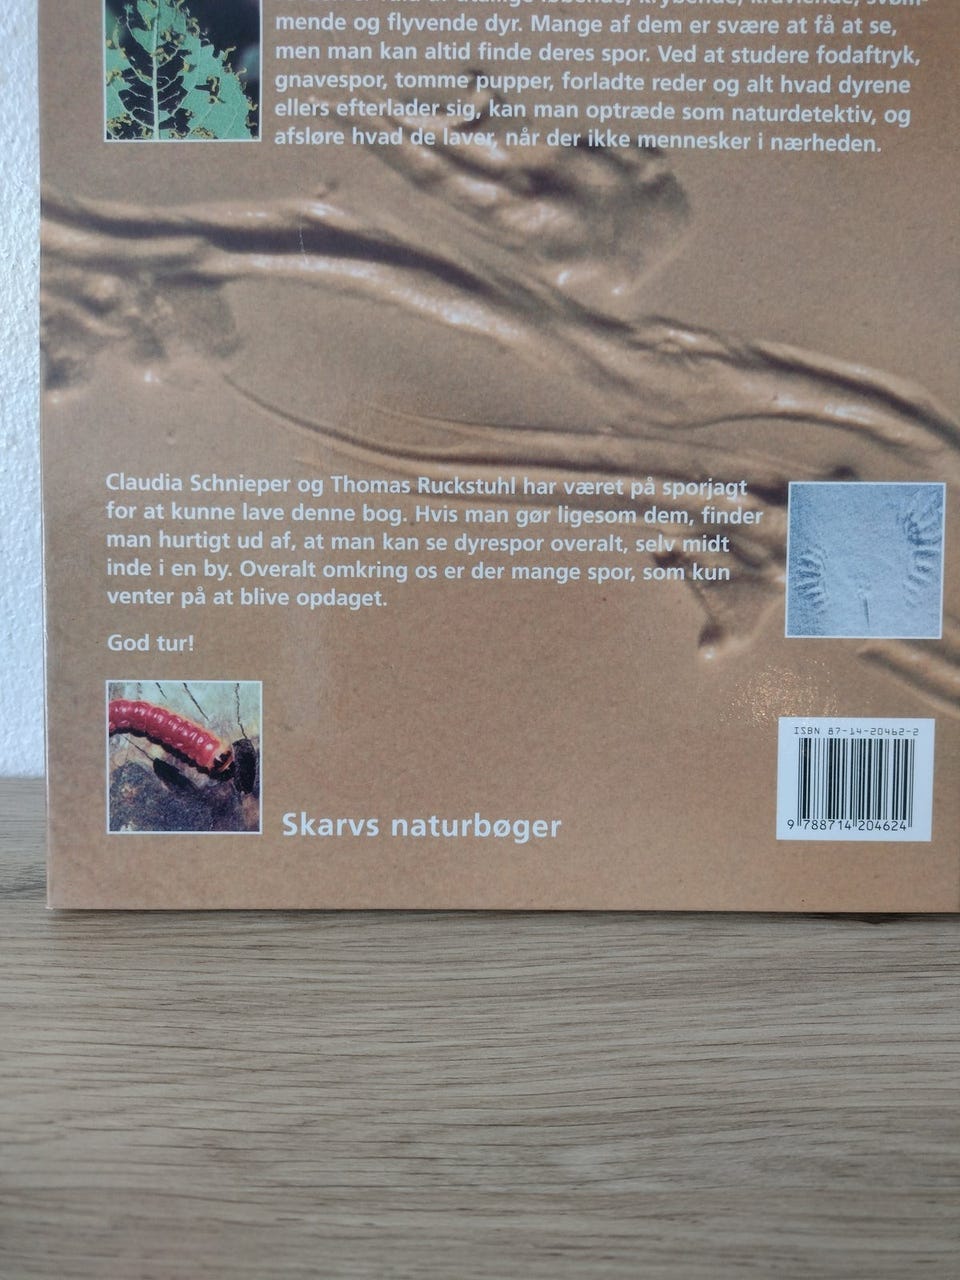 mende og flyvende dyr. Mange af dem er svære at få at se,
men man kan altid finde deres spor. Ved at studere fodaftryk,
gnavespor, tomme pupper, forladte reder og alt hvad dyrene
ellers efterlader sig, kan man optræde som naturdetektiv, og
afsløre hvad de laver, når der ikke mennesker i nærheden.
Claudia Schnieper og Thomas Ruckstuhl har været på sporjagt
for at kunne lave denne bog. Hvis man gør ligesom dem, finder
man hurtigt ud af, at man kan se dyrespor overalt, selv midt
inde i en by. Overalt omkring os er der mange spor, som kun
venter på at blive opdaget.
God tur!
ISBN 87-14-20462-2
9 788714 204624
Skarvs naturbøger